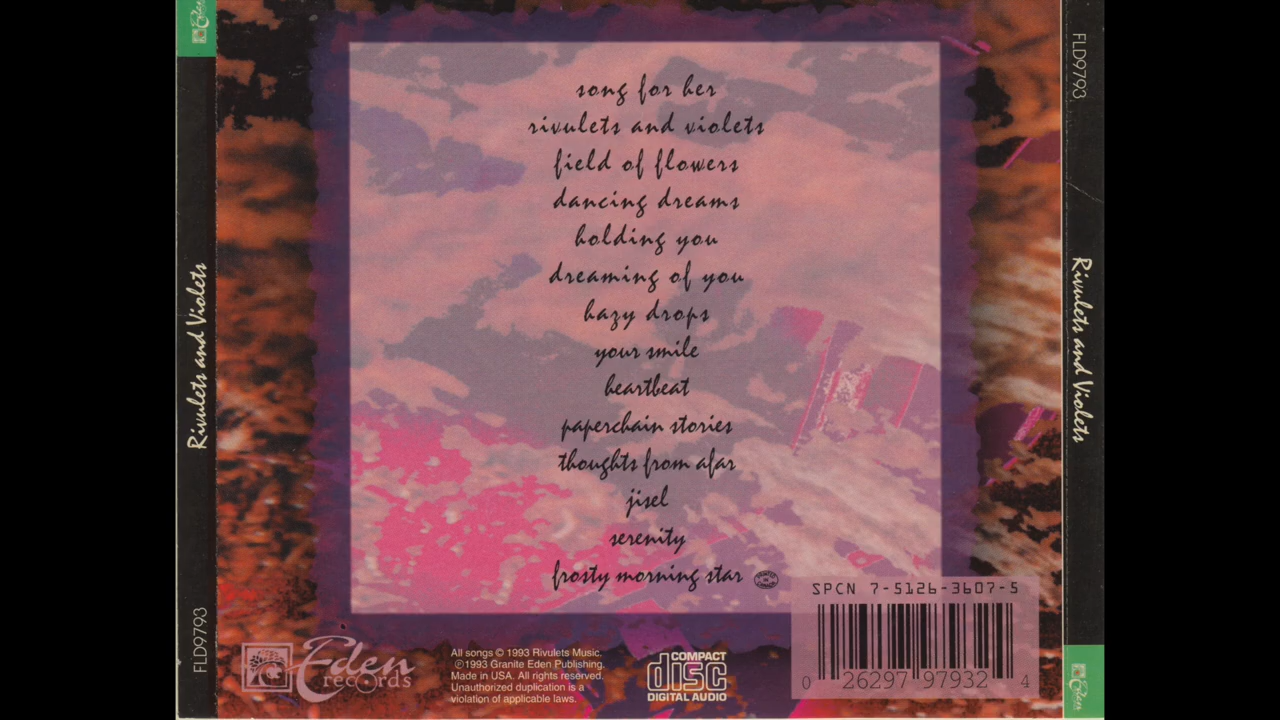 song for her
rivulets and violets
field of flowers
dancing dreams
holding you
dreaming of you
hazy drops
your smile
heartbeat
paperchain stories
thoughts from afar
jisel
serenity
frosty morning star
SPCN 7-5126-3607-5
0 26297 97932 4
Eden
records
All songs © 1993 Rivulets Music.
℗1993 Granite Eden Publishing.
Made in USA. All rights reserved.
Unauthorized duplication is a
violation of applicable laws.
COMPACT
disc
DIGITAL AUDIO
Eden
Rivulets and Violets
FLD9793
FLD9793
Rivulets and Violets
Eden